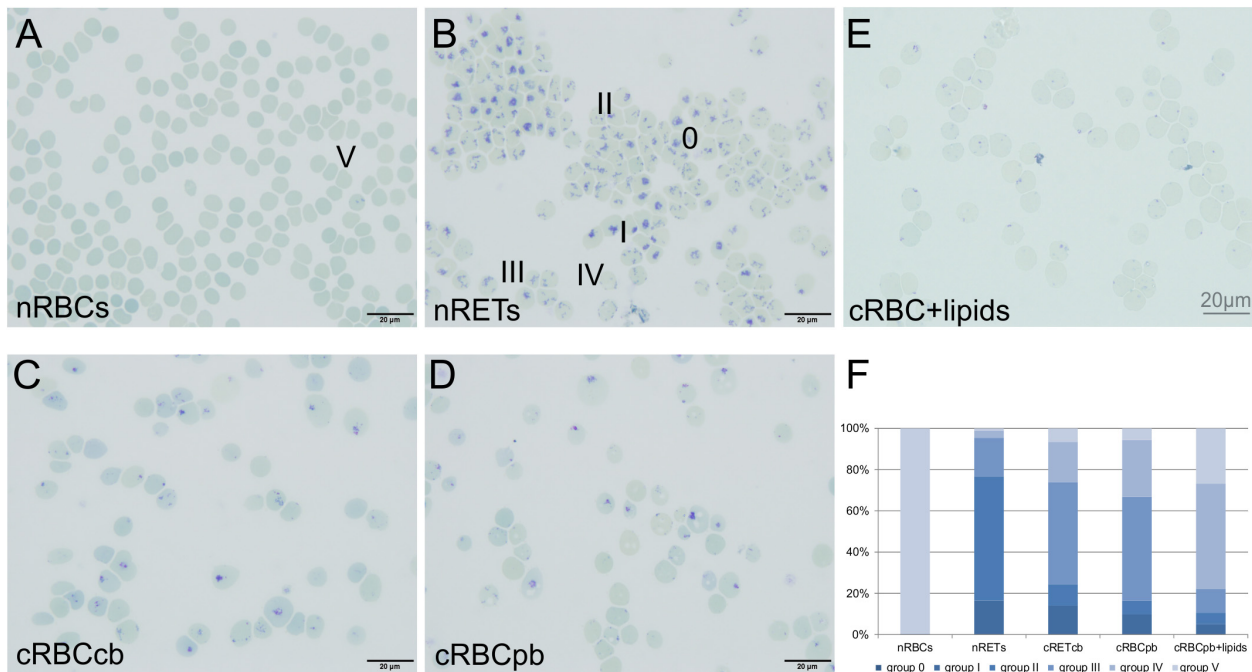 A
V
nRBCs
20 µm
B
II
0
I
III
IV
nRETs
20 µm
E
cRBC+lipids
20µm
C
cRBCcb
20 µm
D
cRBCpb
20 µm
F
100%
80%
60%
40%
20%
0%
nRBCs nRETs cRETcb cRBCpb cRBCpb+lipids
group 0 group I group II group III group IV group V